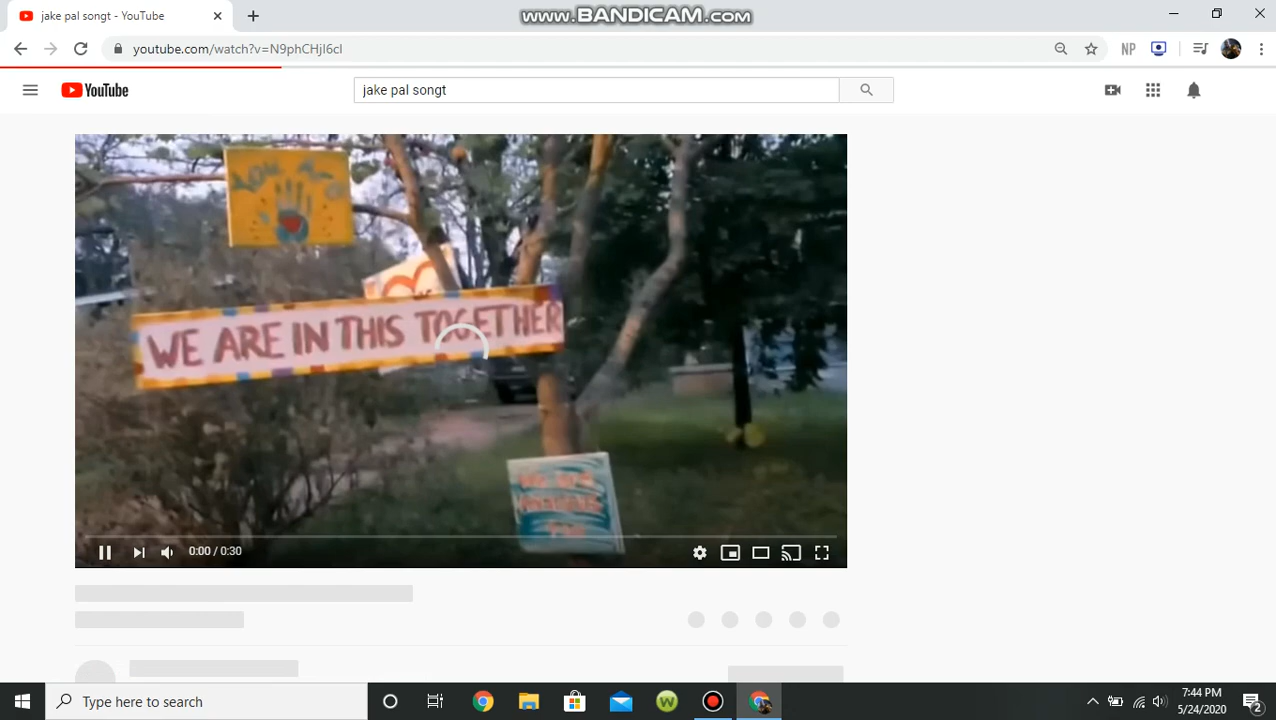 jake pal songt - YouTube
WWW.BANDICAM.COM
youtube.com/watch?v=N9phCHjI6cI
NP
YouTube
jake pal songt
WE ARE IN THIS TOGETHER
0:00 / 0:30
Type here to search
7:44 PM
5/24/2020
2